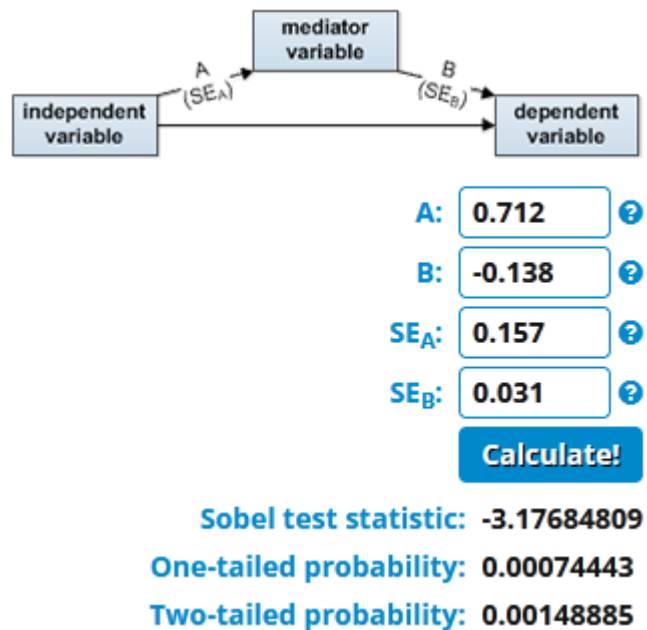 mediator
variable
A
(SEA)
B
(SEB)
independent
variable
dependent
variable
A: 0.712 ?
B: -0.138 ?
SEA: 0.157 ?
SEB: 0.031 ?
Calculate!
Sobel test statistic: -3.17684809
One-tailed probability: 0.00074443
Two-tailed probability: 0.00148885